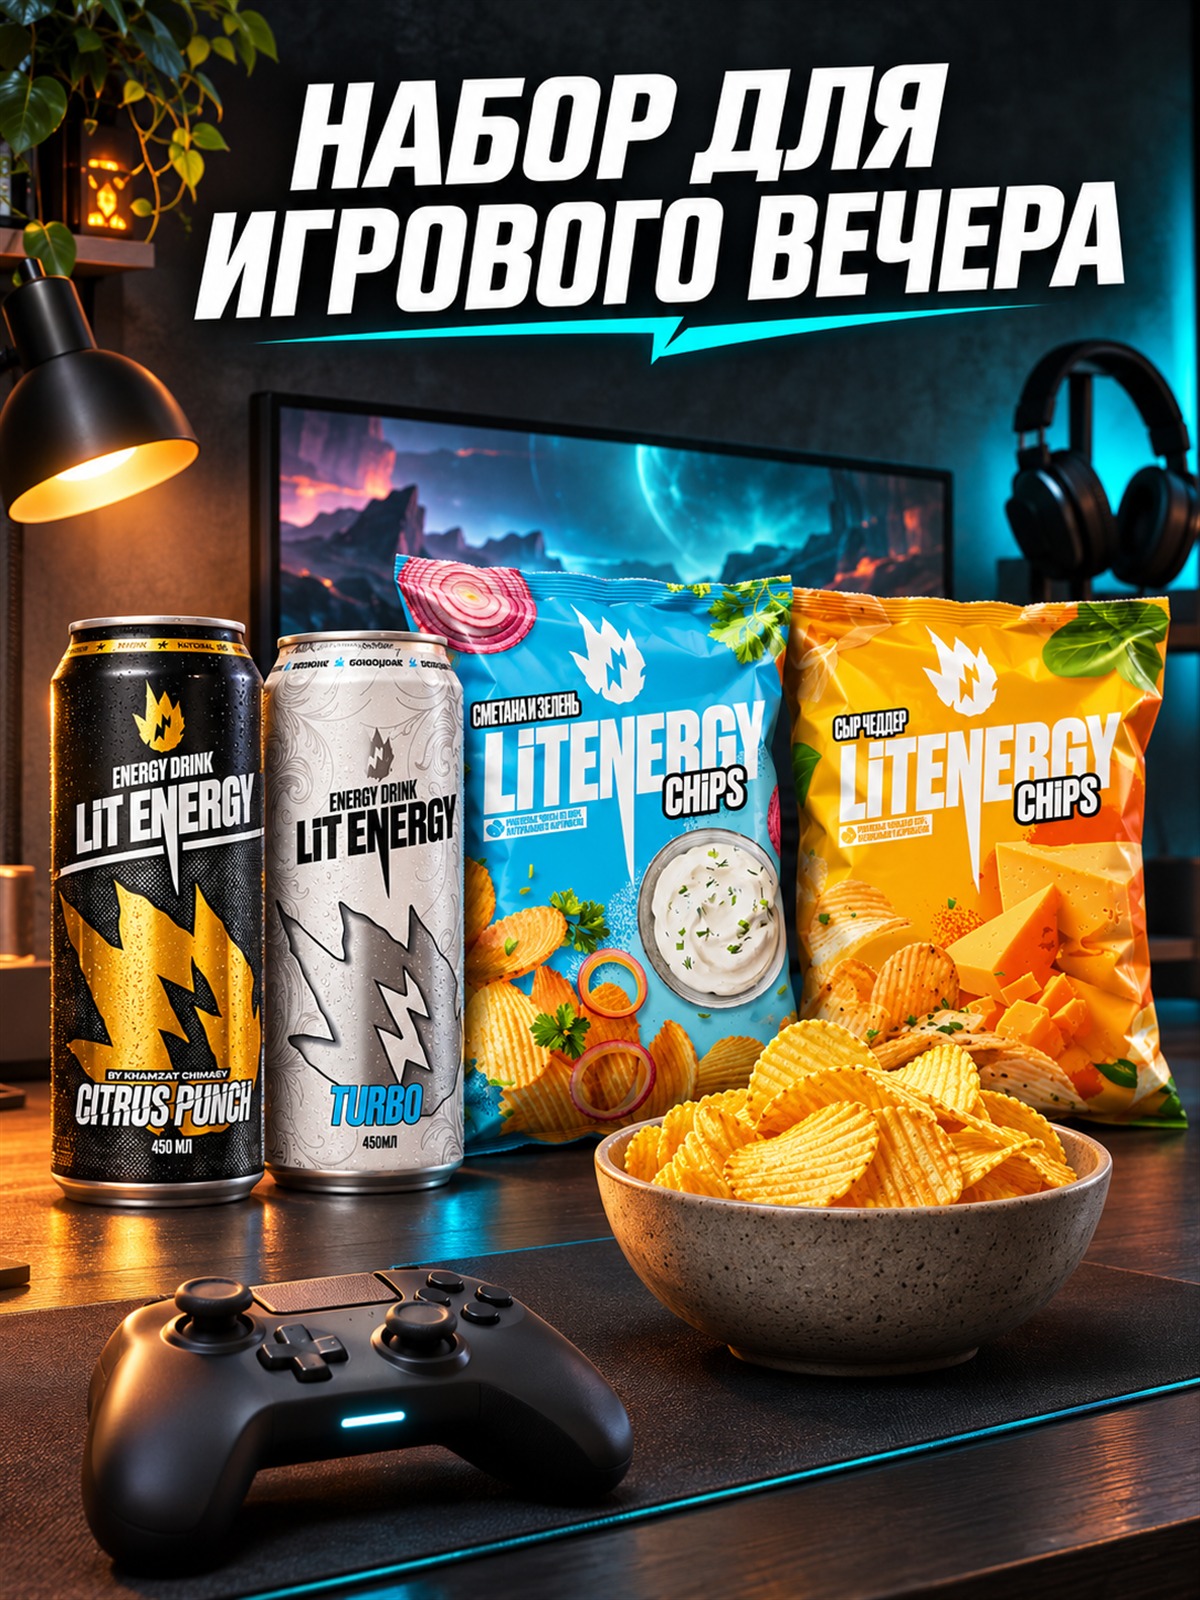 НАБОР ДЛЯ
ИГРОВОГО ВЕЧЕРА
ENERGY DRINK
LIT ENERGY
BY KHAMZAT CHIMAEV
CITRUS PUNCH
450 МЛ
ENERGY DRINK
LIT ENERGY
TURBO
450МЛ
СМЕТАНА И ЗЕЛЕНЬ
LITENERGY
CHIPS
СЫР ЧЕДДЕР
LITENERGY
CHIPS